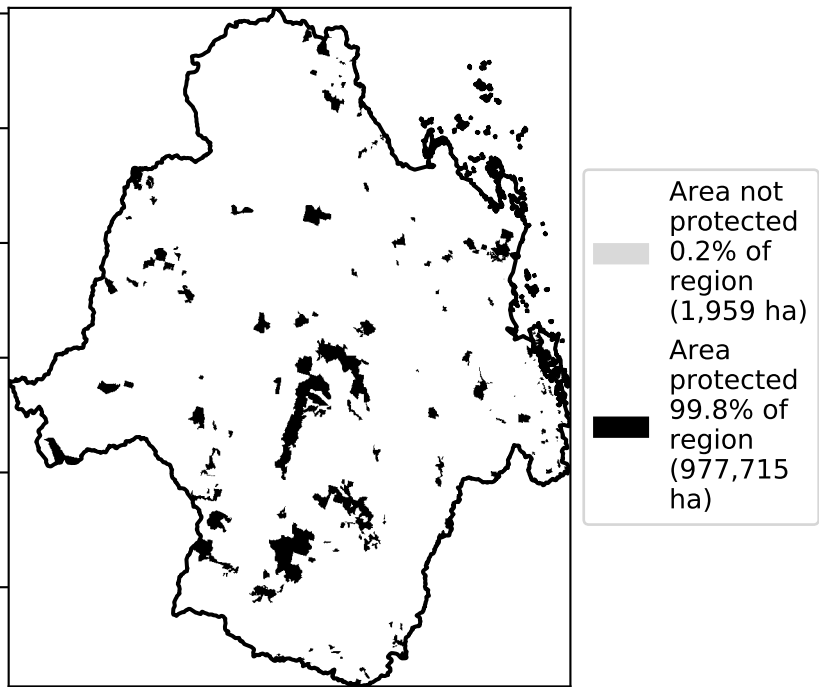 Area not
protected
0.2% of
region
(1,959 ha)
Area
protected
99.8% of
region
(977,715
ha)